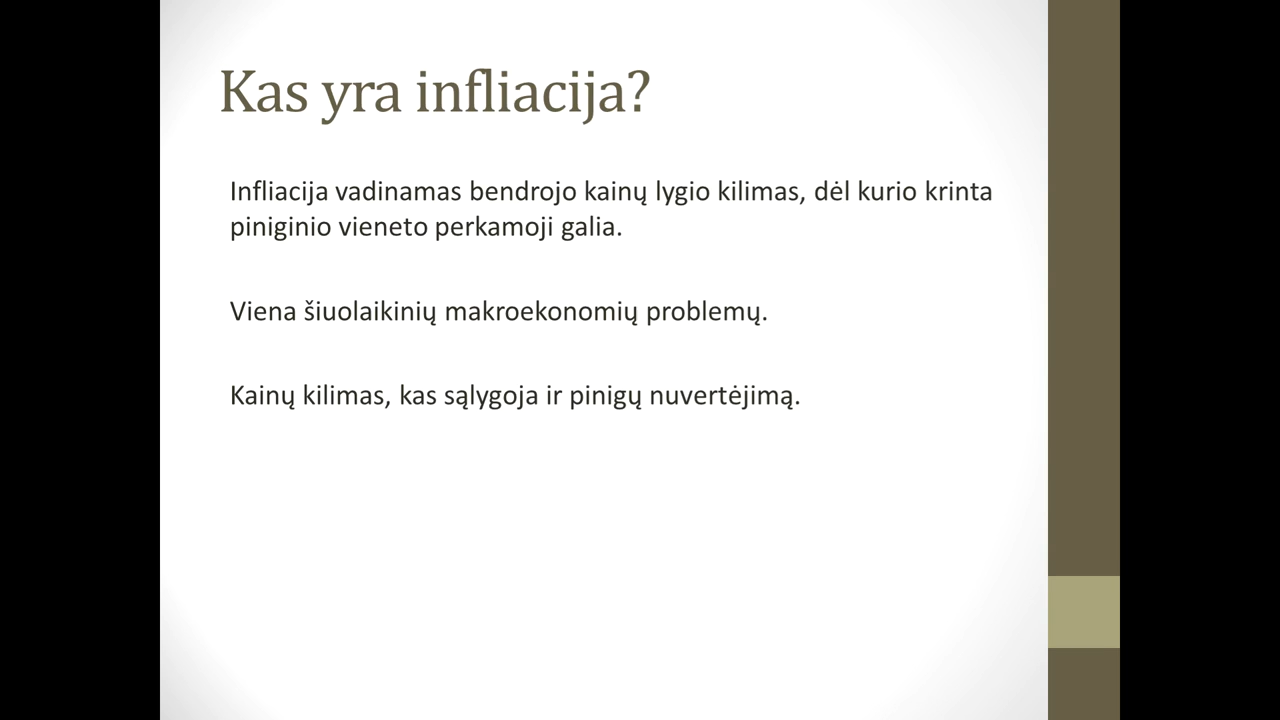 Kas yra infliacija?
Infliacija vadinamas bendrojo kainų lygio kilimas, dėl kurio krinta
piniginio vieneto perkamoji galia.
Viena šiuolaikinių makroekonomių problemų.
Kainų kilimas, kas sąlygoja ir pinigų nuvertėjimą.